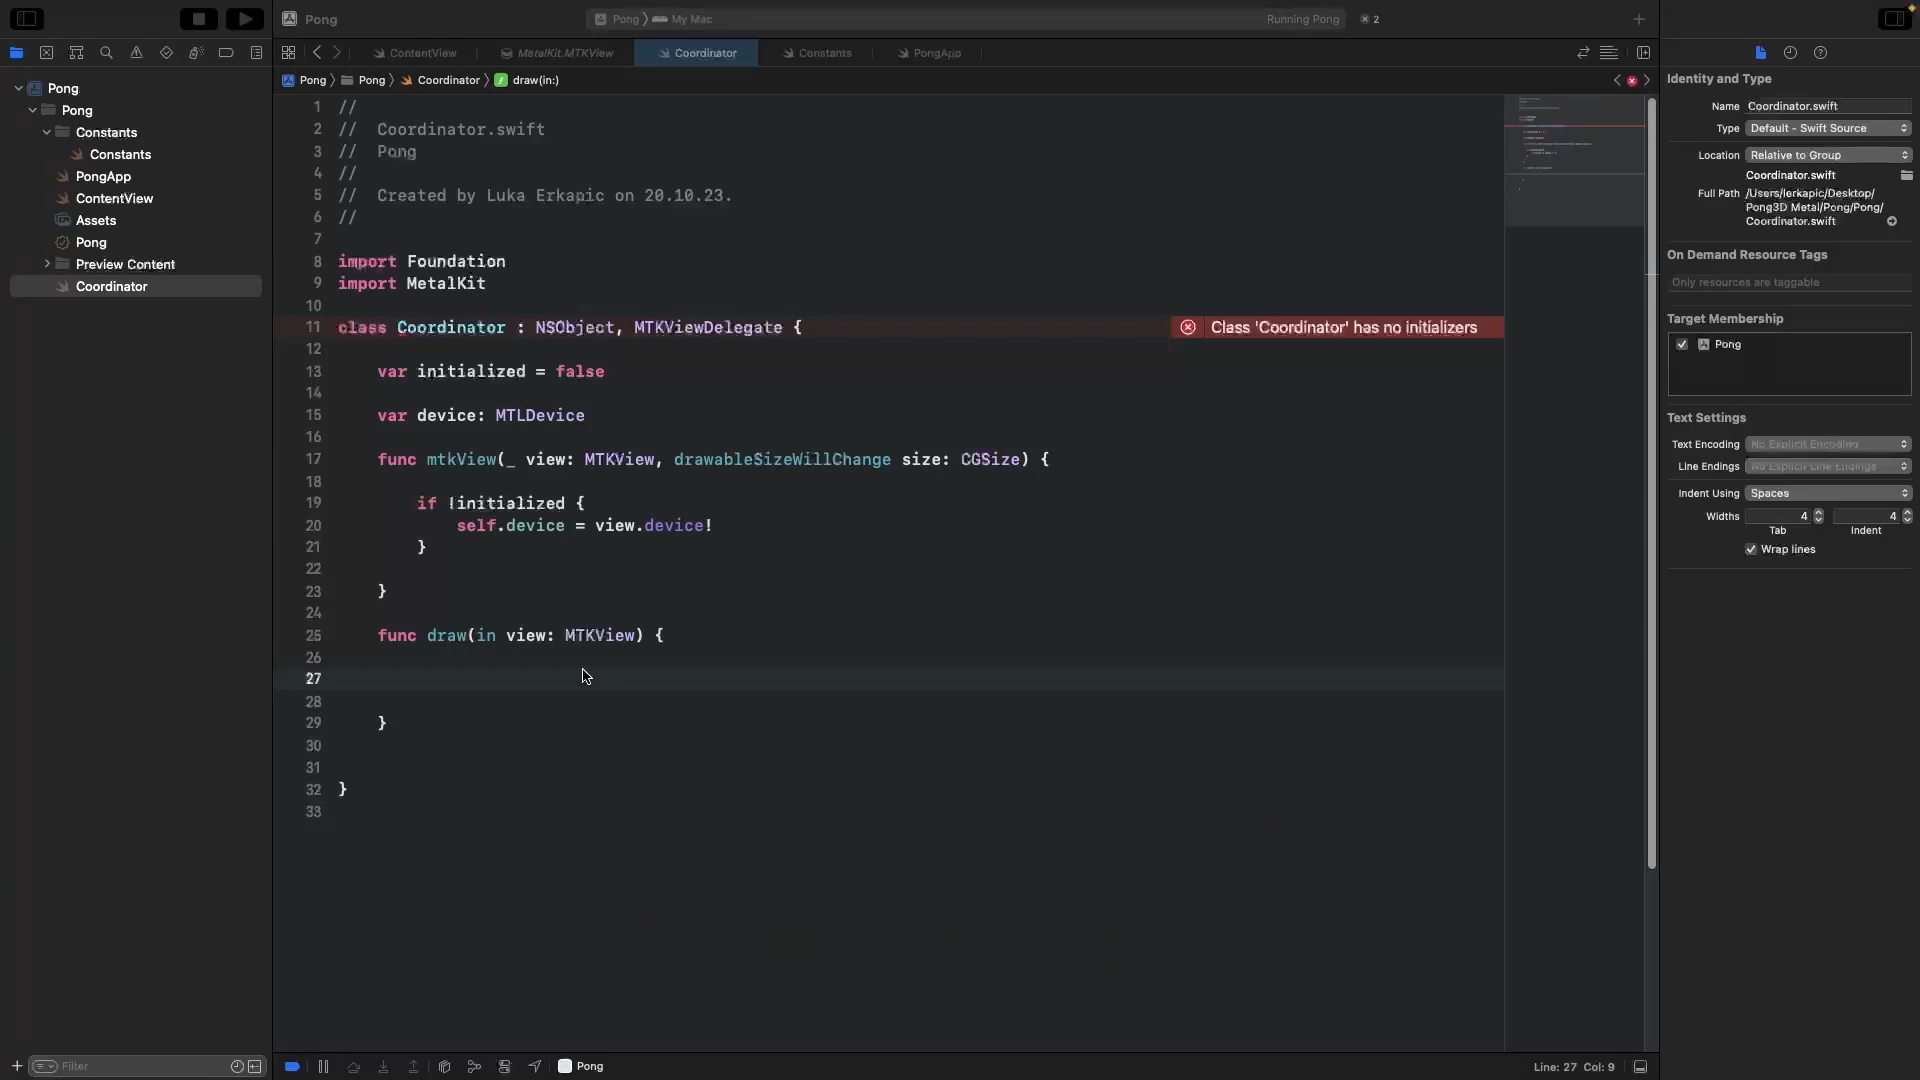 Pong
Pong 〉 My Mac
Running Pong
2
ContentView
MetalKit.MTKView
Coordinator
Constants
PongApp
Pong 〉 Pong 〉 Coordinator 〉 draw(in:)
Pong
Pong
Constants
Constants
PongApp
ContentView
Assets
Pong
Preview Content
Coordinator
1 //
2 //  Coordinator.swift
3 //  Pong
4 //
5 //  Created by Luka Erkapic on 20.10.23.
6 //
7
8 import Foundation
9 import MetalKit
10
11 class Coordinator : NSObject, MTKViewDelegate {
Class 'Coordinator' has no initializers
12
13     var initialized = false
14
15     var device: MTLDevice
16
17     func mtkView(_ view: MTKView, drawableSizeWillChange size: CGSize) {
18
19         if !initialized {
20             self.device = view.device!
21         }
22
23     }
24
25     func draw(in view: MTKView) {
26
27
28
29     }
30
31
32 }
33
Identity and Type
Name Coordinator.swift
Type Default - Swift Source
Location Relative to Group
Coordinator.swift
Full Path /Users/lerkapic/Desktop/
Pong3D Metal/Pong/Pong/
Coordinator.swift
On Demand Resource Tags
Only resources are taggable
Target Membership
Pong
Text Settings
Text Encoding No Explicit Encoding
Line Endings No Explicit Line Endings
Indent Using Spaces
Widths 4 4
Tab Indent
Wrap lines
Filter
Pong
Line: 27 Col: 9